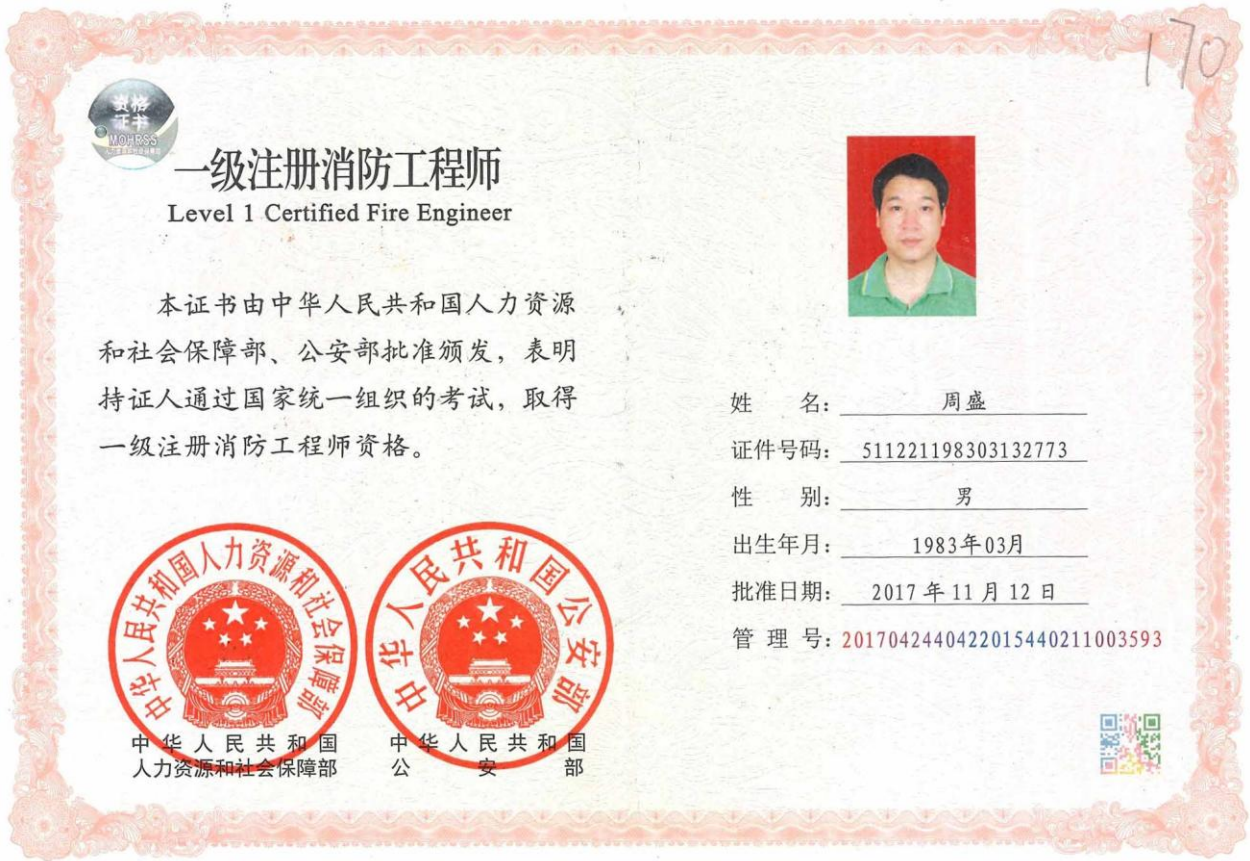 170
资格
证书
MOHRSS
一级注册消防工程师
Level 1 Certified Fire Engineer
本证书由中华人民共和国人力资源
和社会保障部、公安部批准颁发，表明
持证人通过国家统一组织的考试，取得
一级注册消防工程师资格。
中华人民共和国人力资源和社会保障部
中华人民共和国公安部
中华人民共和国
人力资源和社会保障部
中华人民共和国
公安部
姓名：周盛
证件号码：511221198303132773
性别：男
出生年月：1983年03月
批准日期：2017年11月12日
管理号：2017042440422015440211003593